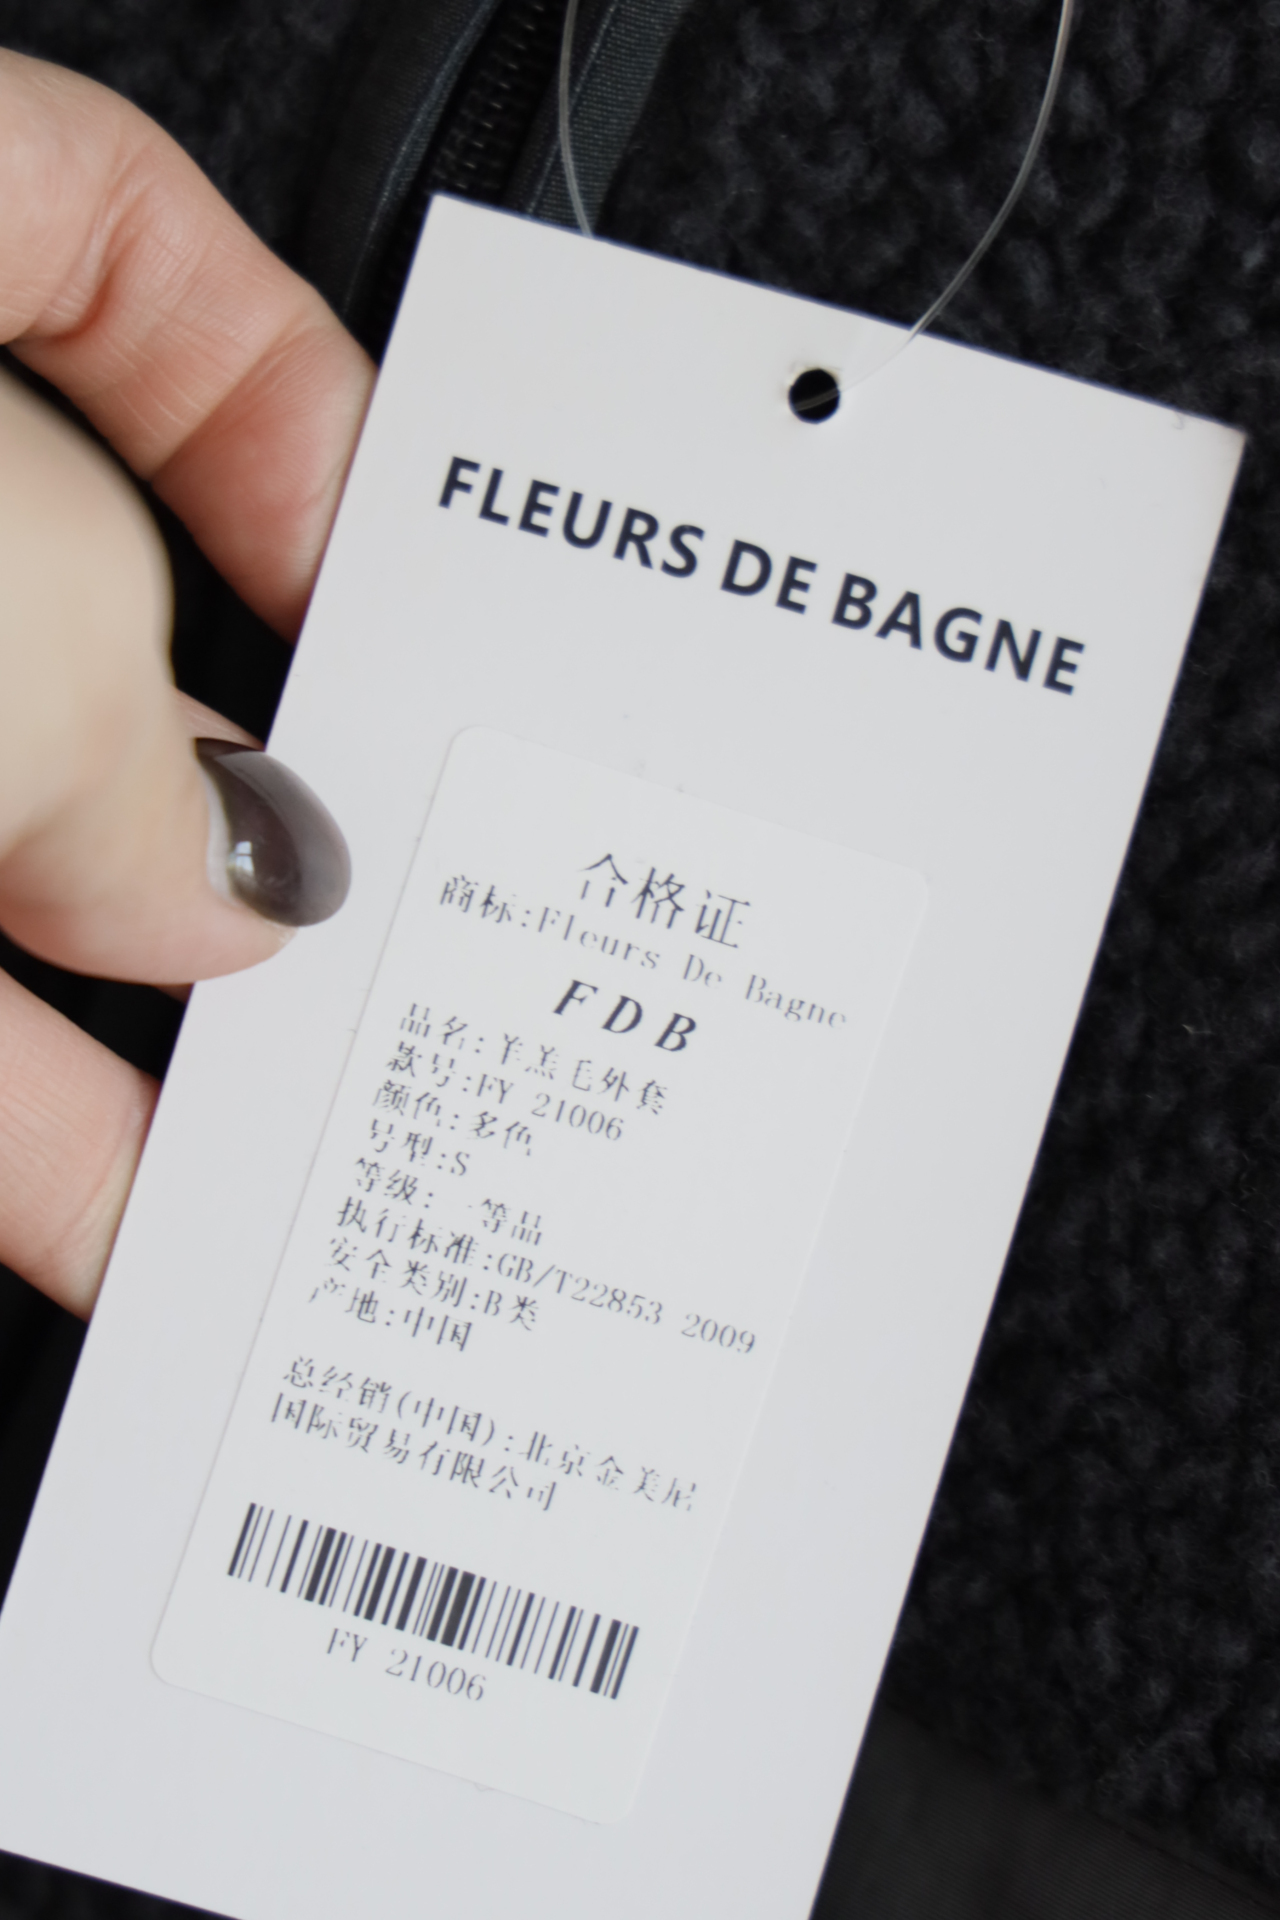 FLEURS DE BAGNE
合格证
商标:Fleurs De Bagne
FDB
品名:羊羔毛外套
款号:FY 21006
颜色:多色
号型:S
等级:一等品
执行标准:GB/T22853 2009
安全类别:B类
产地:中国
总经销(中国):北京金美尼
国际贸易有限公司
FY 21006